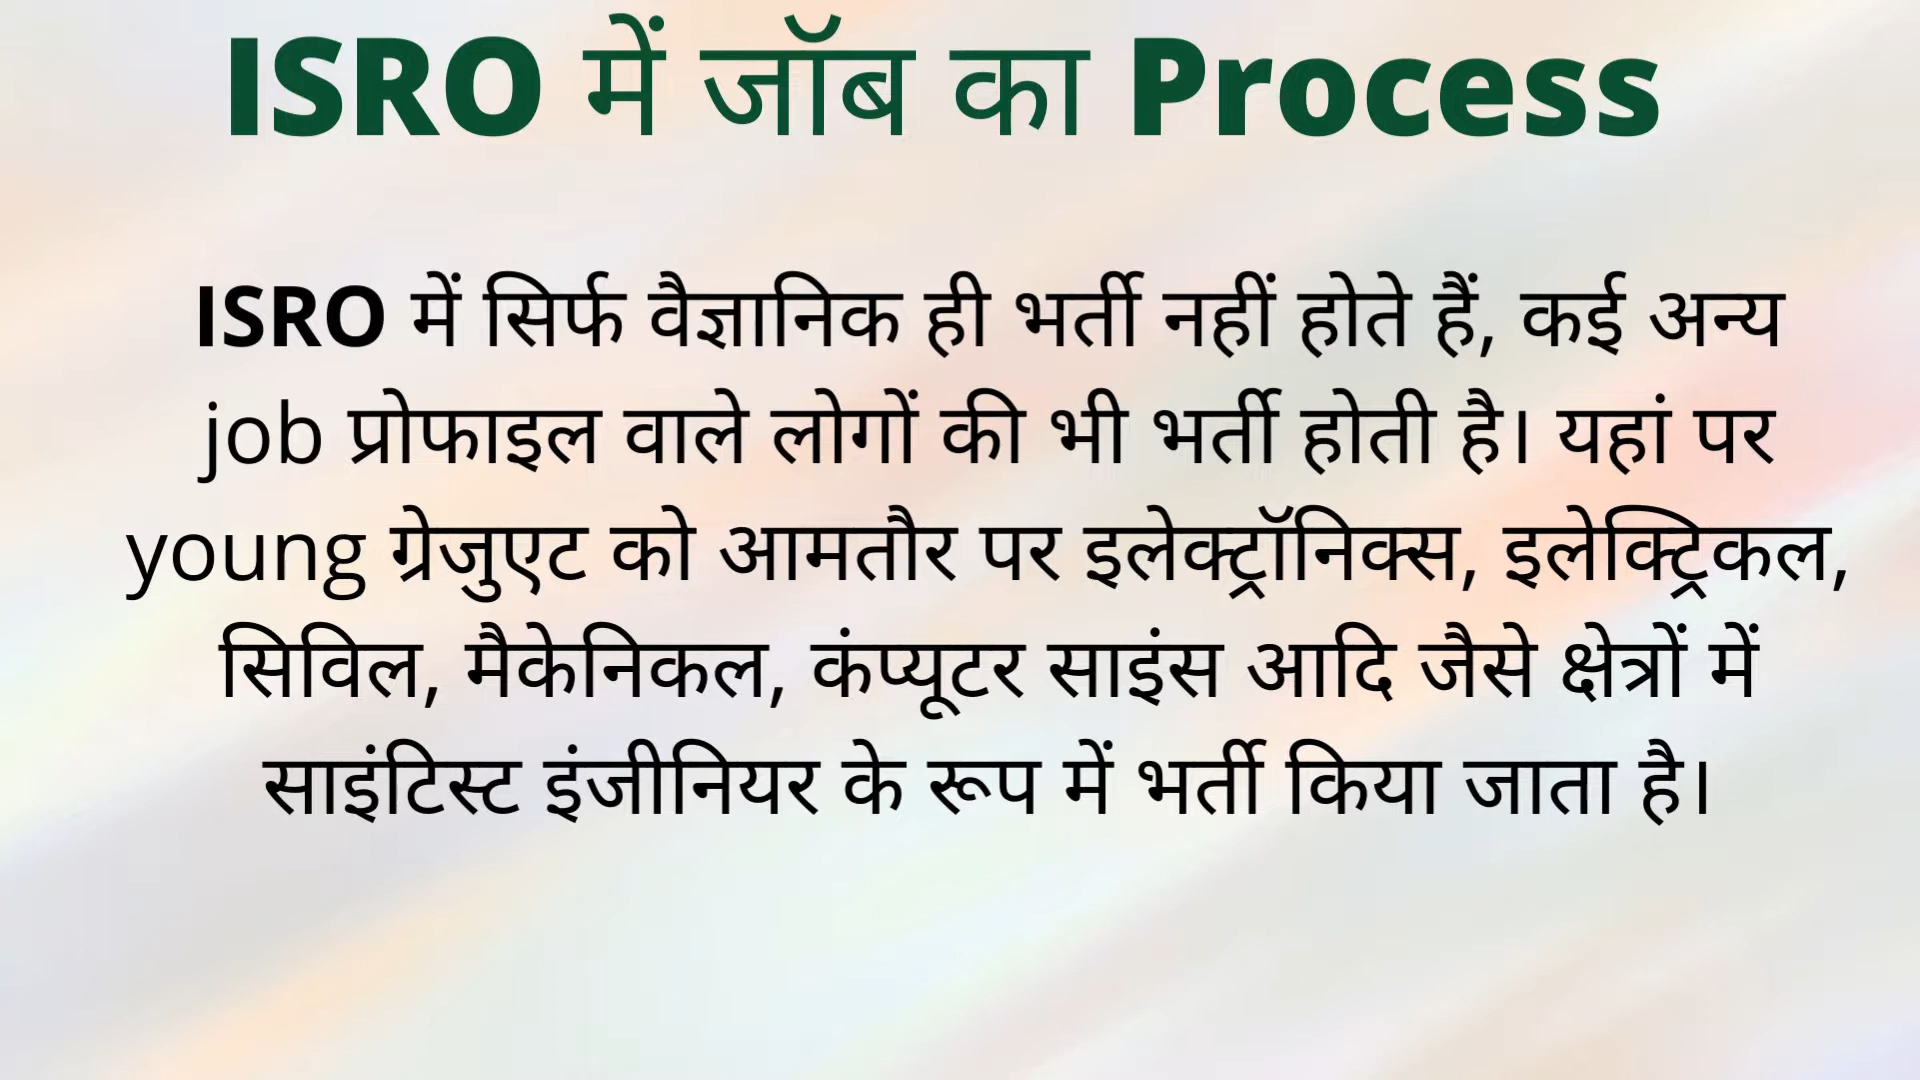 ISRO में जॉब का Process
ISRO में सिर्फ वैज्ञानिक ही भर्ती नहीं होते हैं, कई अन्य
job प्रोफाइल वाले लोगों की भी भर्ती होती है। यहां पर
young ग्रेजुएट को आमतौर पर इलेक्ट्रॉनिक्स, इलेक्ट्रिकल,
सिविल, मैकेनिकल, कंप्यूटर साइंस आदि जैसे क्षेत्रों में
साइंटिस्ट इंजीनियर के रूप में भर्ती किया जाता है।